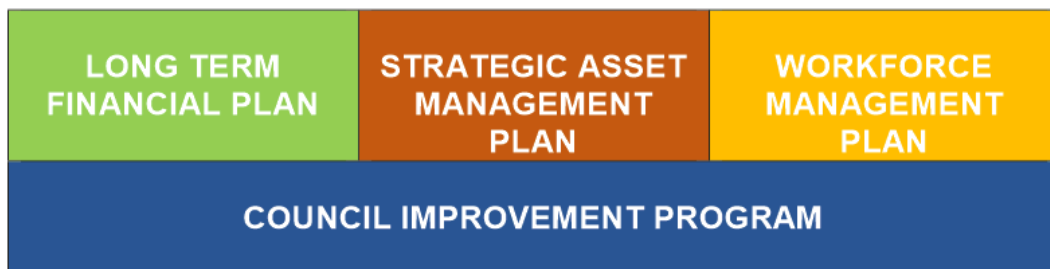 LONG TERM
FINANCIAL PLAN
STRATEGIC ASSET
MANAGEMENT
PLAN
WORKFORCE
MANAGEMENT
PLAN
COUNCIL IMPROVEMENT PROGRAM